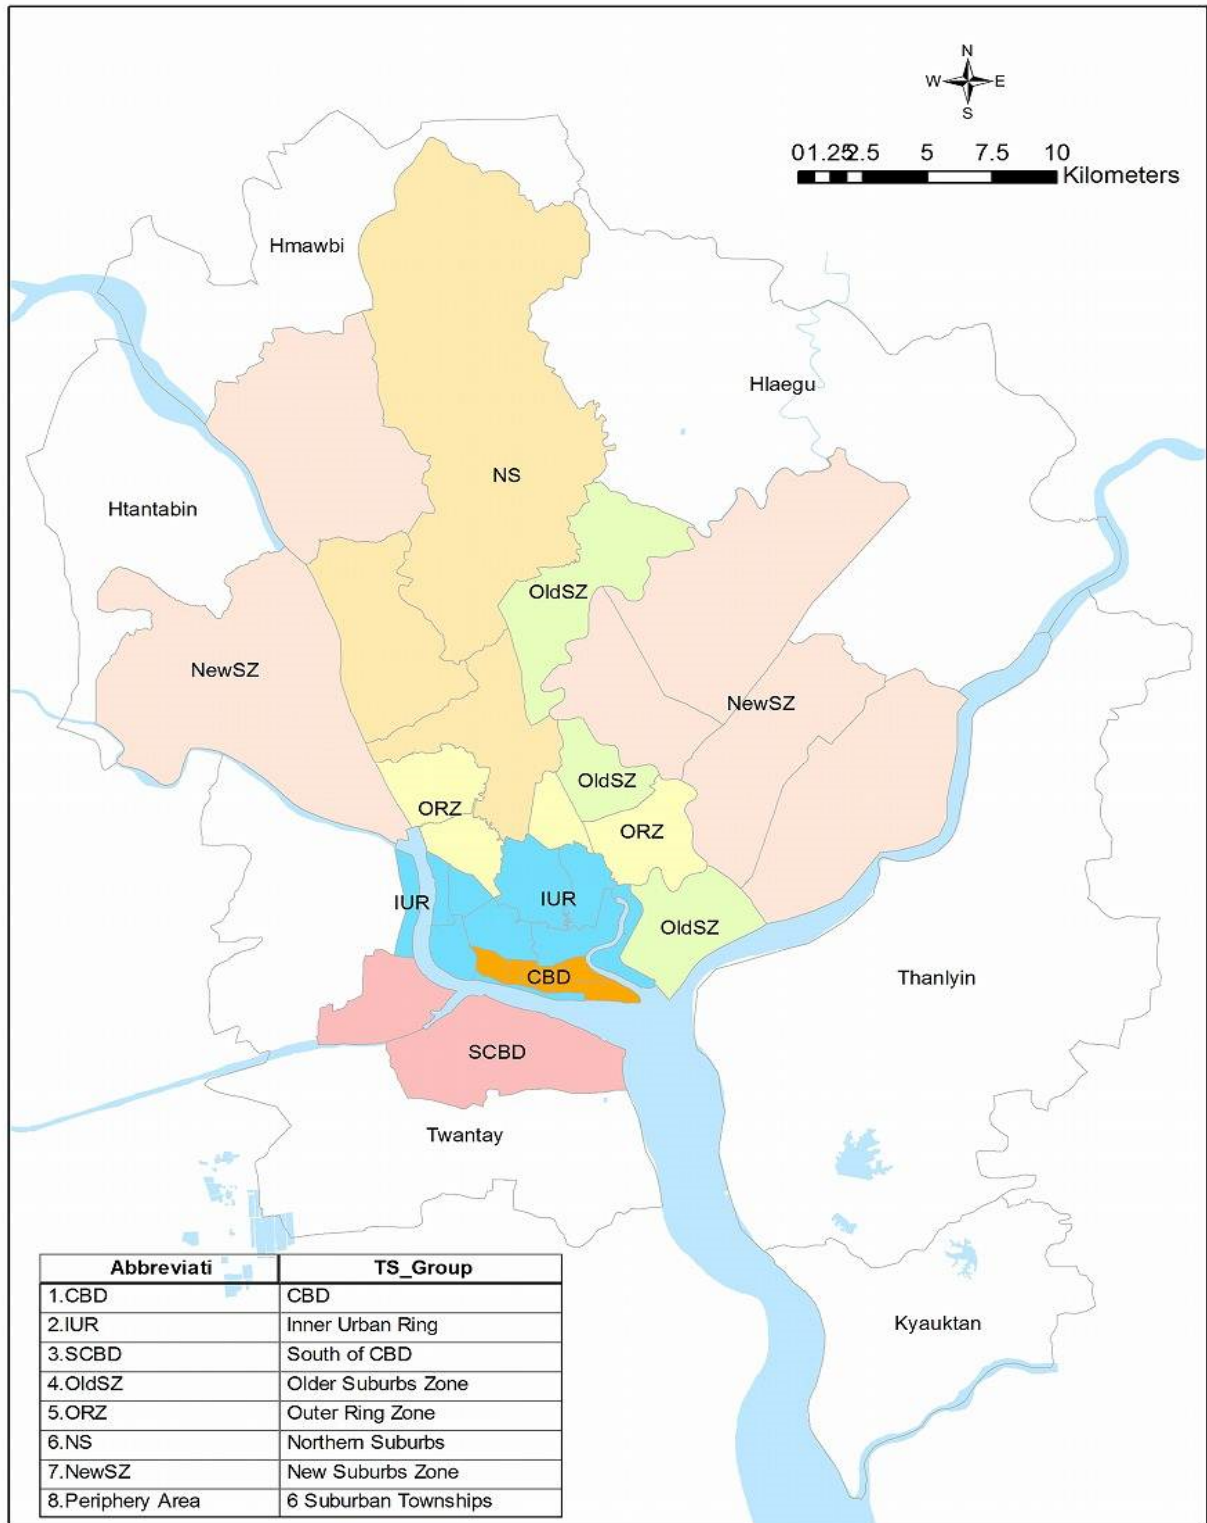 N
W E
S
01.252.5 5 7.5 10
Kilometers
Hmawbi
Hlaegu
NS
Htantabin
OldSZ
NewSZ
NewSZ
OldSZ
ORZ
ORZ
IUR
IUR
OldSZ
CBD
Thanlyin
SCBD
Twantay
Kyauktan
Abbreviati TS_Group
1.CBD CBD
2.IUR Inner Urban Ring
3.SCBD South of CBD
4.OldSZ Older Suburbs Zone
5.ORZ Outer Ring Zone
6.NS Northern Suburbs
7.NewSZ New Suburbs Zone
8.Periphery Area 6 Suburban Townships